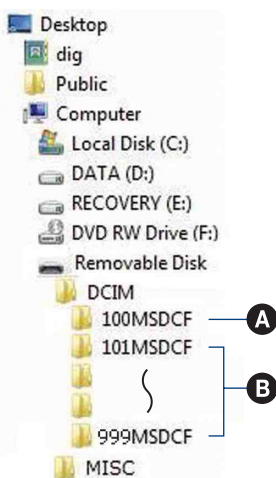 Desktop
dig
Public
Computer
Local Disk (C:)
DATA (D:)
RECOVERY (E:)
DVD RW Drive (F:)
Removable Disk
DCIM
100MSDCF A
101MSDCF
B
999MSDCF
MISC